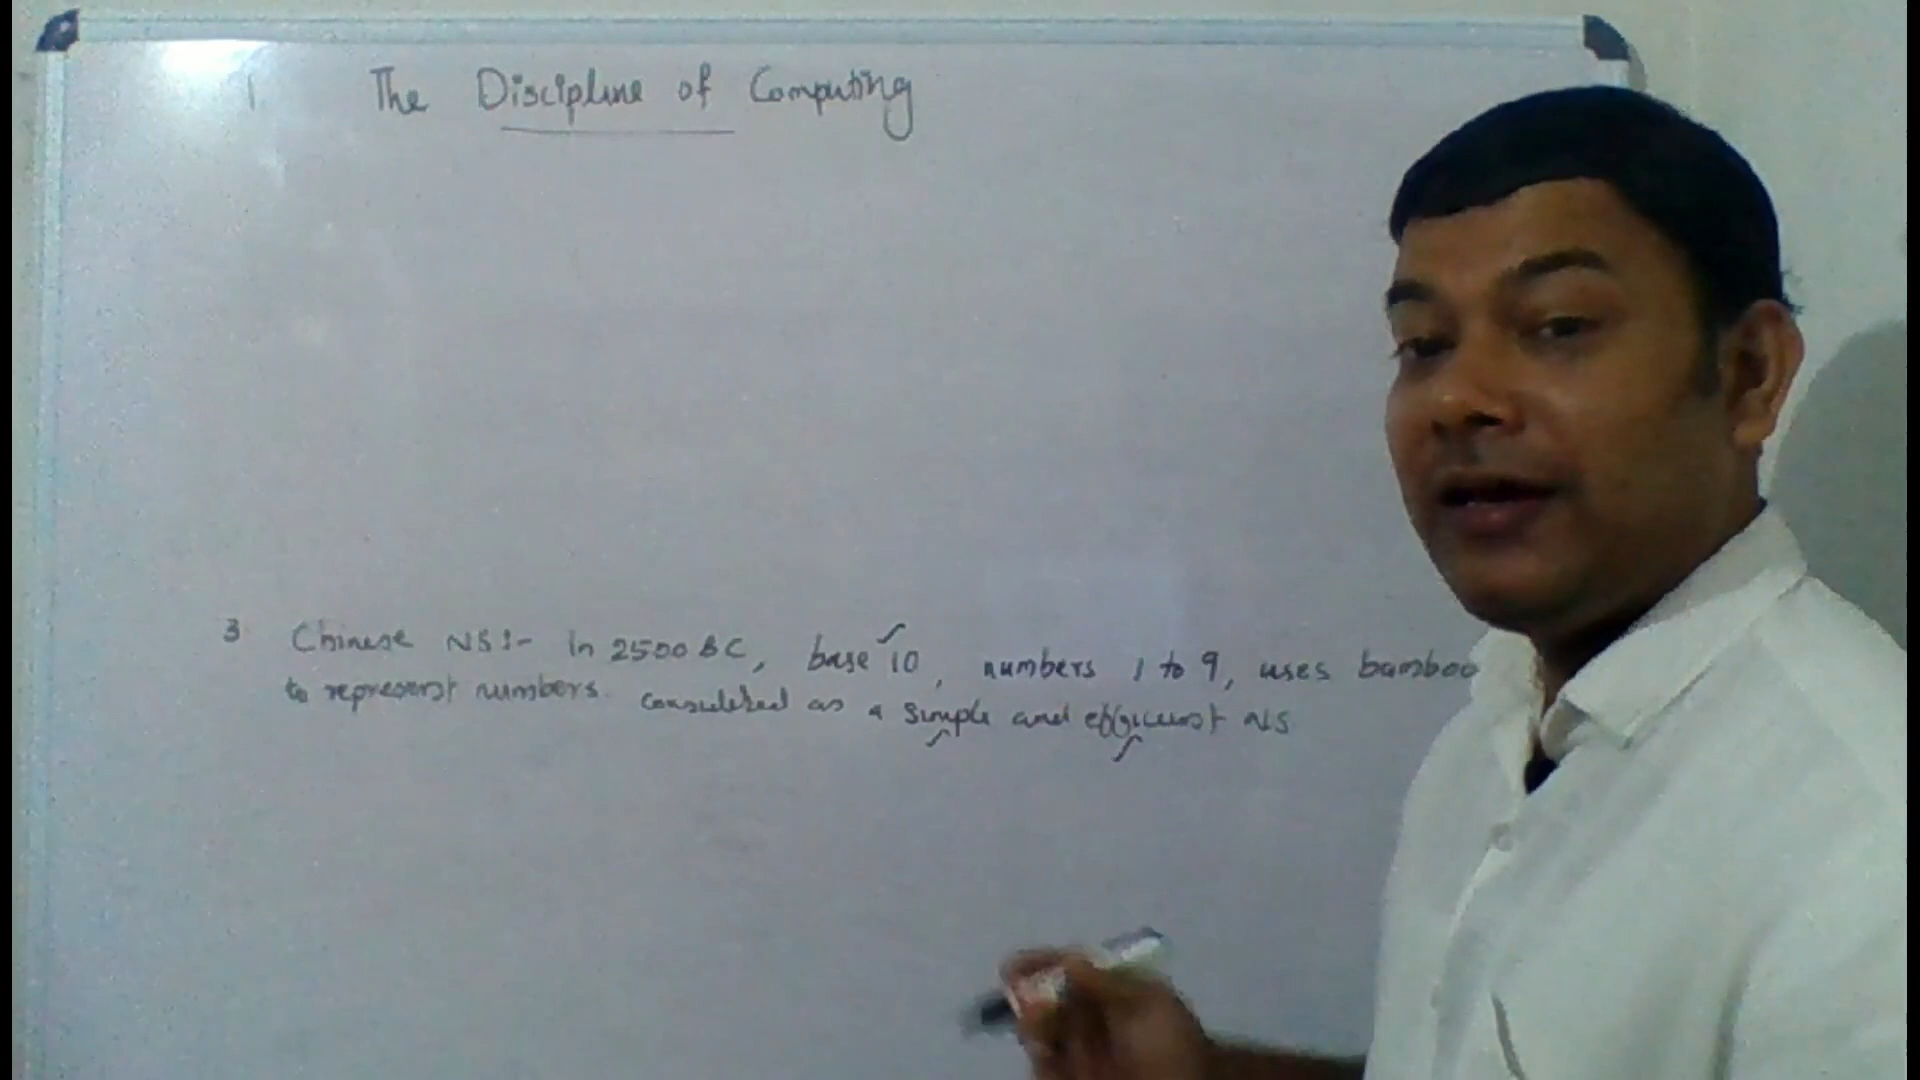 1 The Discipline of Computing
3 Chinese NS:- In 2500 BC, base 10, numbers 1 to 9, uses bamboo
to represent numbers. considered as a simple and efficient NS